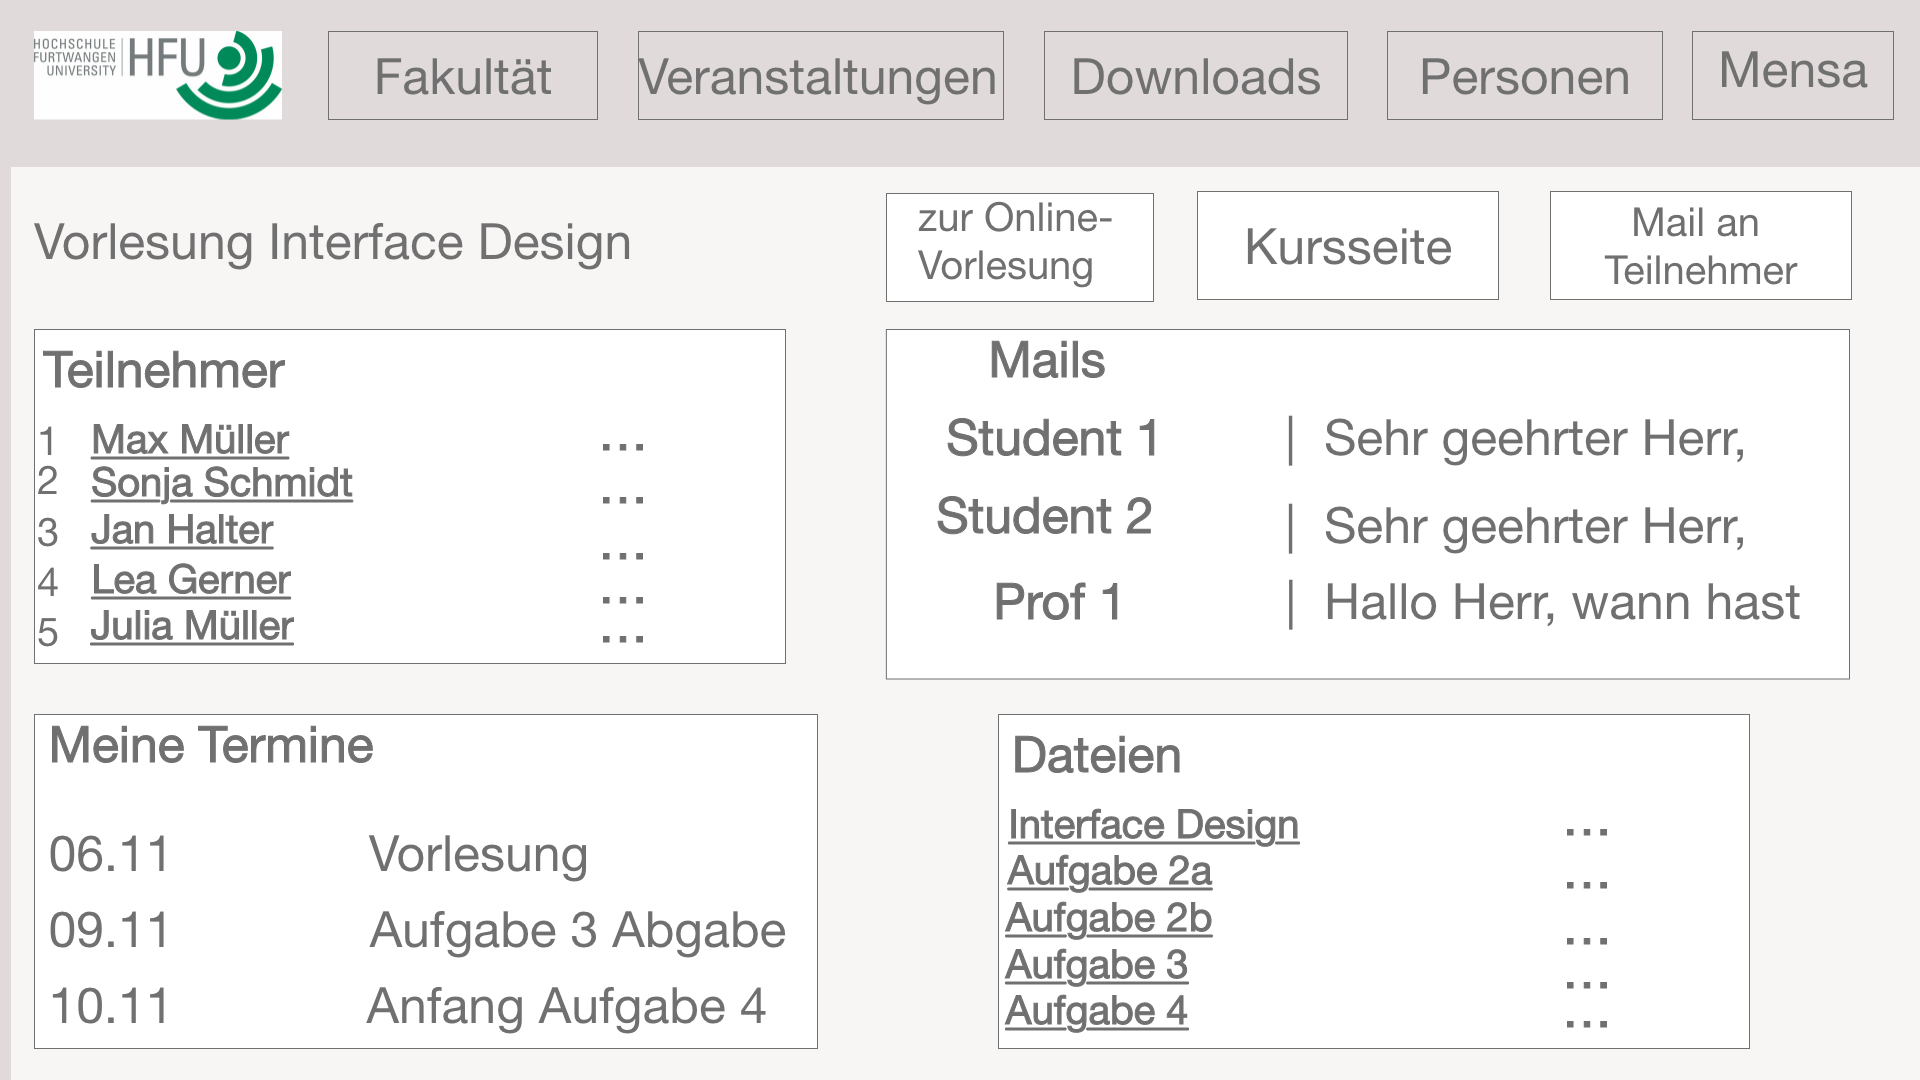 HOCHSCHULE
FURTWANGEN
UNIVERSITY
HFU
Fakultät
Veranstaltungen
Downloads
Personen
Mensa
Vorlesung Interface Design
zur Online-
Vorlesung
Kursseite
Mail an
Teilnehmer
Teilnehmer
1 Max Müller ...
2 Sonja Schmidt ...
3 Jan Halter ...
4 Lea Gerner ...
5 Julia Müller ...
Mails
Student 1 | Sehr geehrter Herr,
Student 2 | Sehr geehrter Herr,
Prof 1 | Hallo Herr, wann hast
Meine Termine
06.11 Vorlesung
09.11 Aufgabe 3 Abgabe
10.11 Anfang Aufgabe 4
Dateien
Interface Design ...
Aufgabe 2a ...
Aufgabe 2b ...
Aufgabe 3 ...
Aufgabe 4 ...